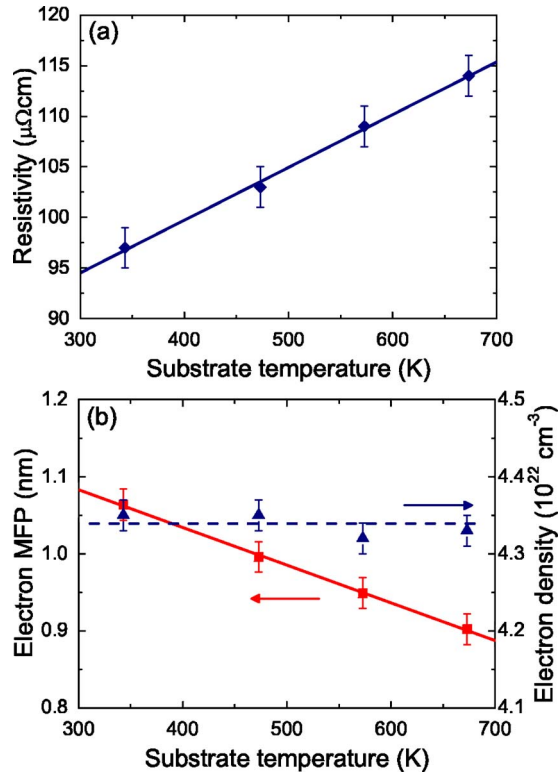 (a)
Resistivity (μΩcm)
120
115
110
105
100
95
90
300 400 500 600 700
Substrate temperature (K)
(b)
Electron MFP (nm)
1.2
1.1
1.0
0.9
0.8
4.5
4.4
4.3
4.2
4.1
Electron density (10²² cm⁻³)
300 400 500 600 700
Substrate temperature (K)